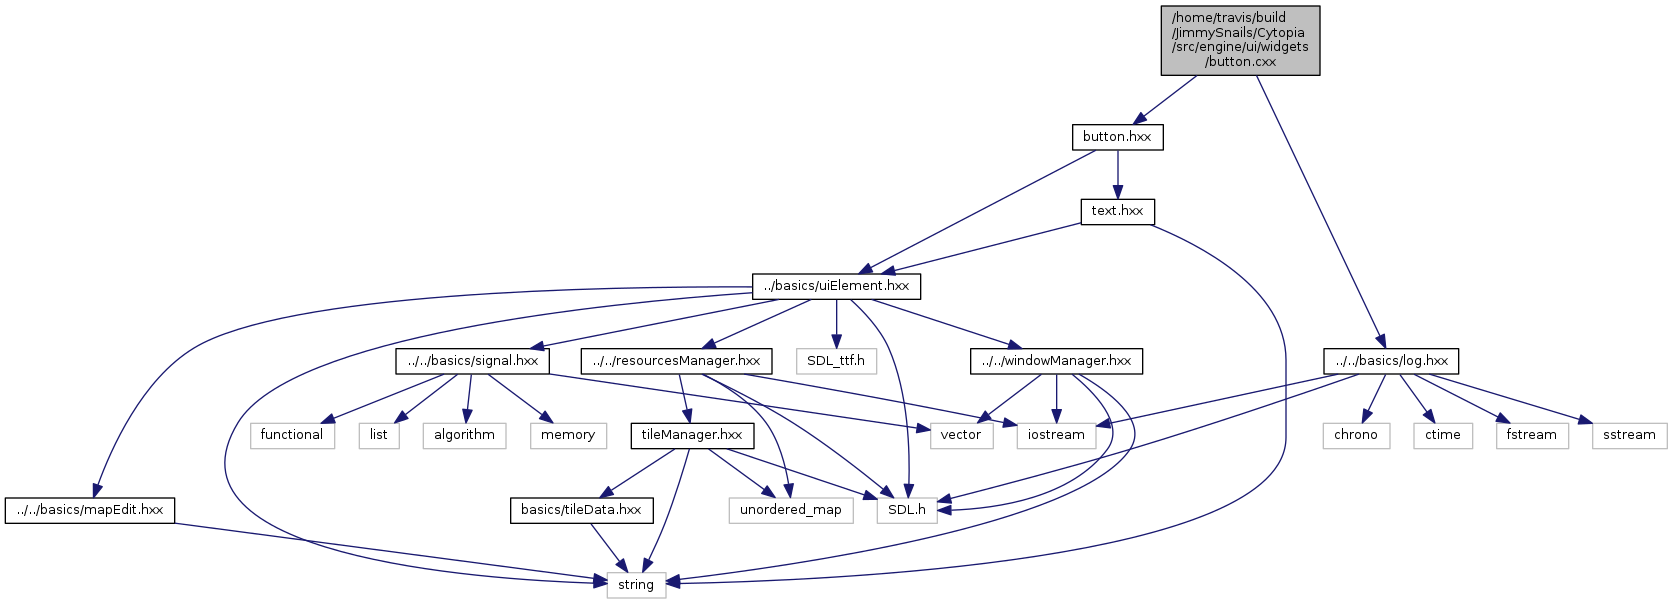 /home/travis/build
/JimmySnails/Cytopia
/src/engine/ui/widgets
/button.cxx
button.hxx
text.hxx
../basics/uiElement.hxx
../../basics/signal.hxx
../../resourcesManager.hxx
SDL_ttf.h
../../windowManager.hxx
../../basics/log.hxx
functional
list
algorithm
memory
tileManager.hxx
vector
iostream
chrono
ctime
fstream
sstream
../../basics/mapEdit.hxx
basics/tileData.hxx
unordered_map
SDL.h
string